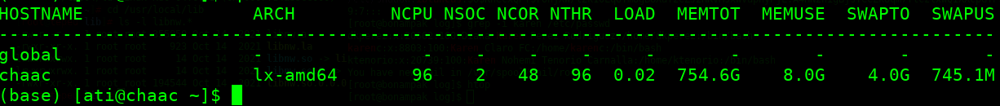 HOSTNAME ARCH NCPU NSOC NCOR NTHR LOAD MEMTOT MEMUSE SWAPTO SWAPUS
----------------------------------------------------------------------------------------------
global - - - - - - - - - -
chaac lx-amd64 96 2 48 96 0.02 754.6G 8.0G 4.0G 745.1M
(base) [ati@chaac ~]$